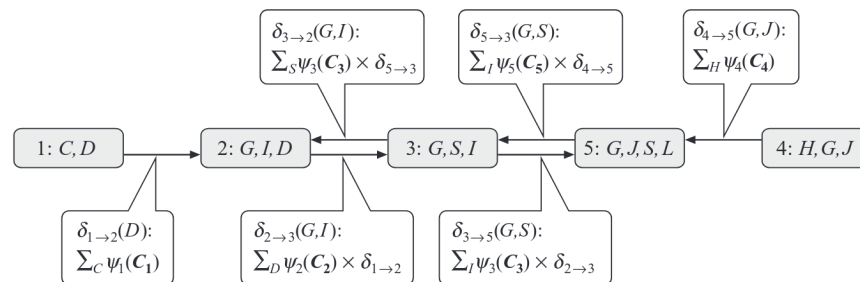 δ3→2(G,I):
∑S ψ3(C3) × δ5→3
δ5→3(G,S):
∑I ψ5(C5) × δ4→5
δ4→5(G,J):
∑H ψ4(C4)
1: C,D
2: G,I,D
3: G,S,I
5: G,J,S,L
4: H,G,J
δ1→2(D):
∑C ψ1(C1)
δ2→3(G,I):
∑D ψ2(C2) × δ1→2
δ3→5(G,S):
∑I ψ3(C3) × δ2→3